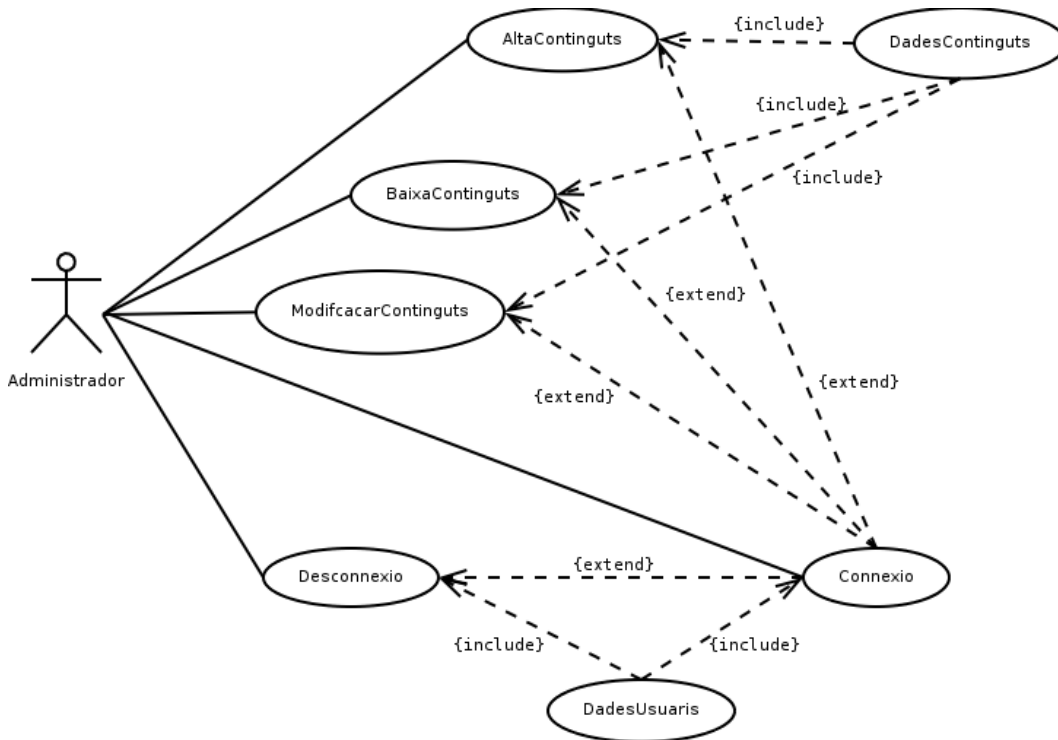 AltaContinguts
{include}
DadesContinguts
{include}
{include}
BaixaContinguts
{extend}
ModifcacarContinguts
{extend}
{extend}
Administrador
Desconnexio
{extend}
Connexio
{include}
{include}
DadesUsuaris